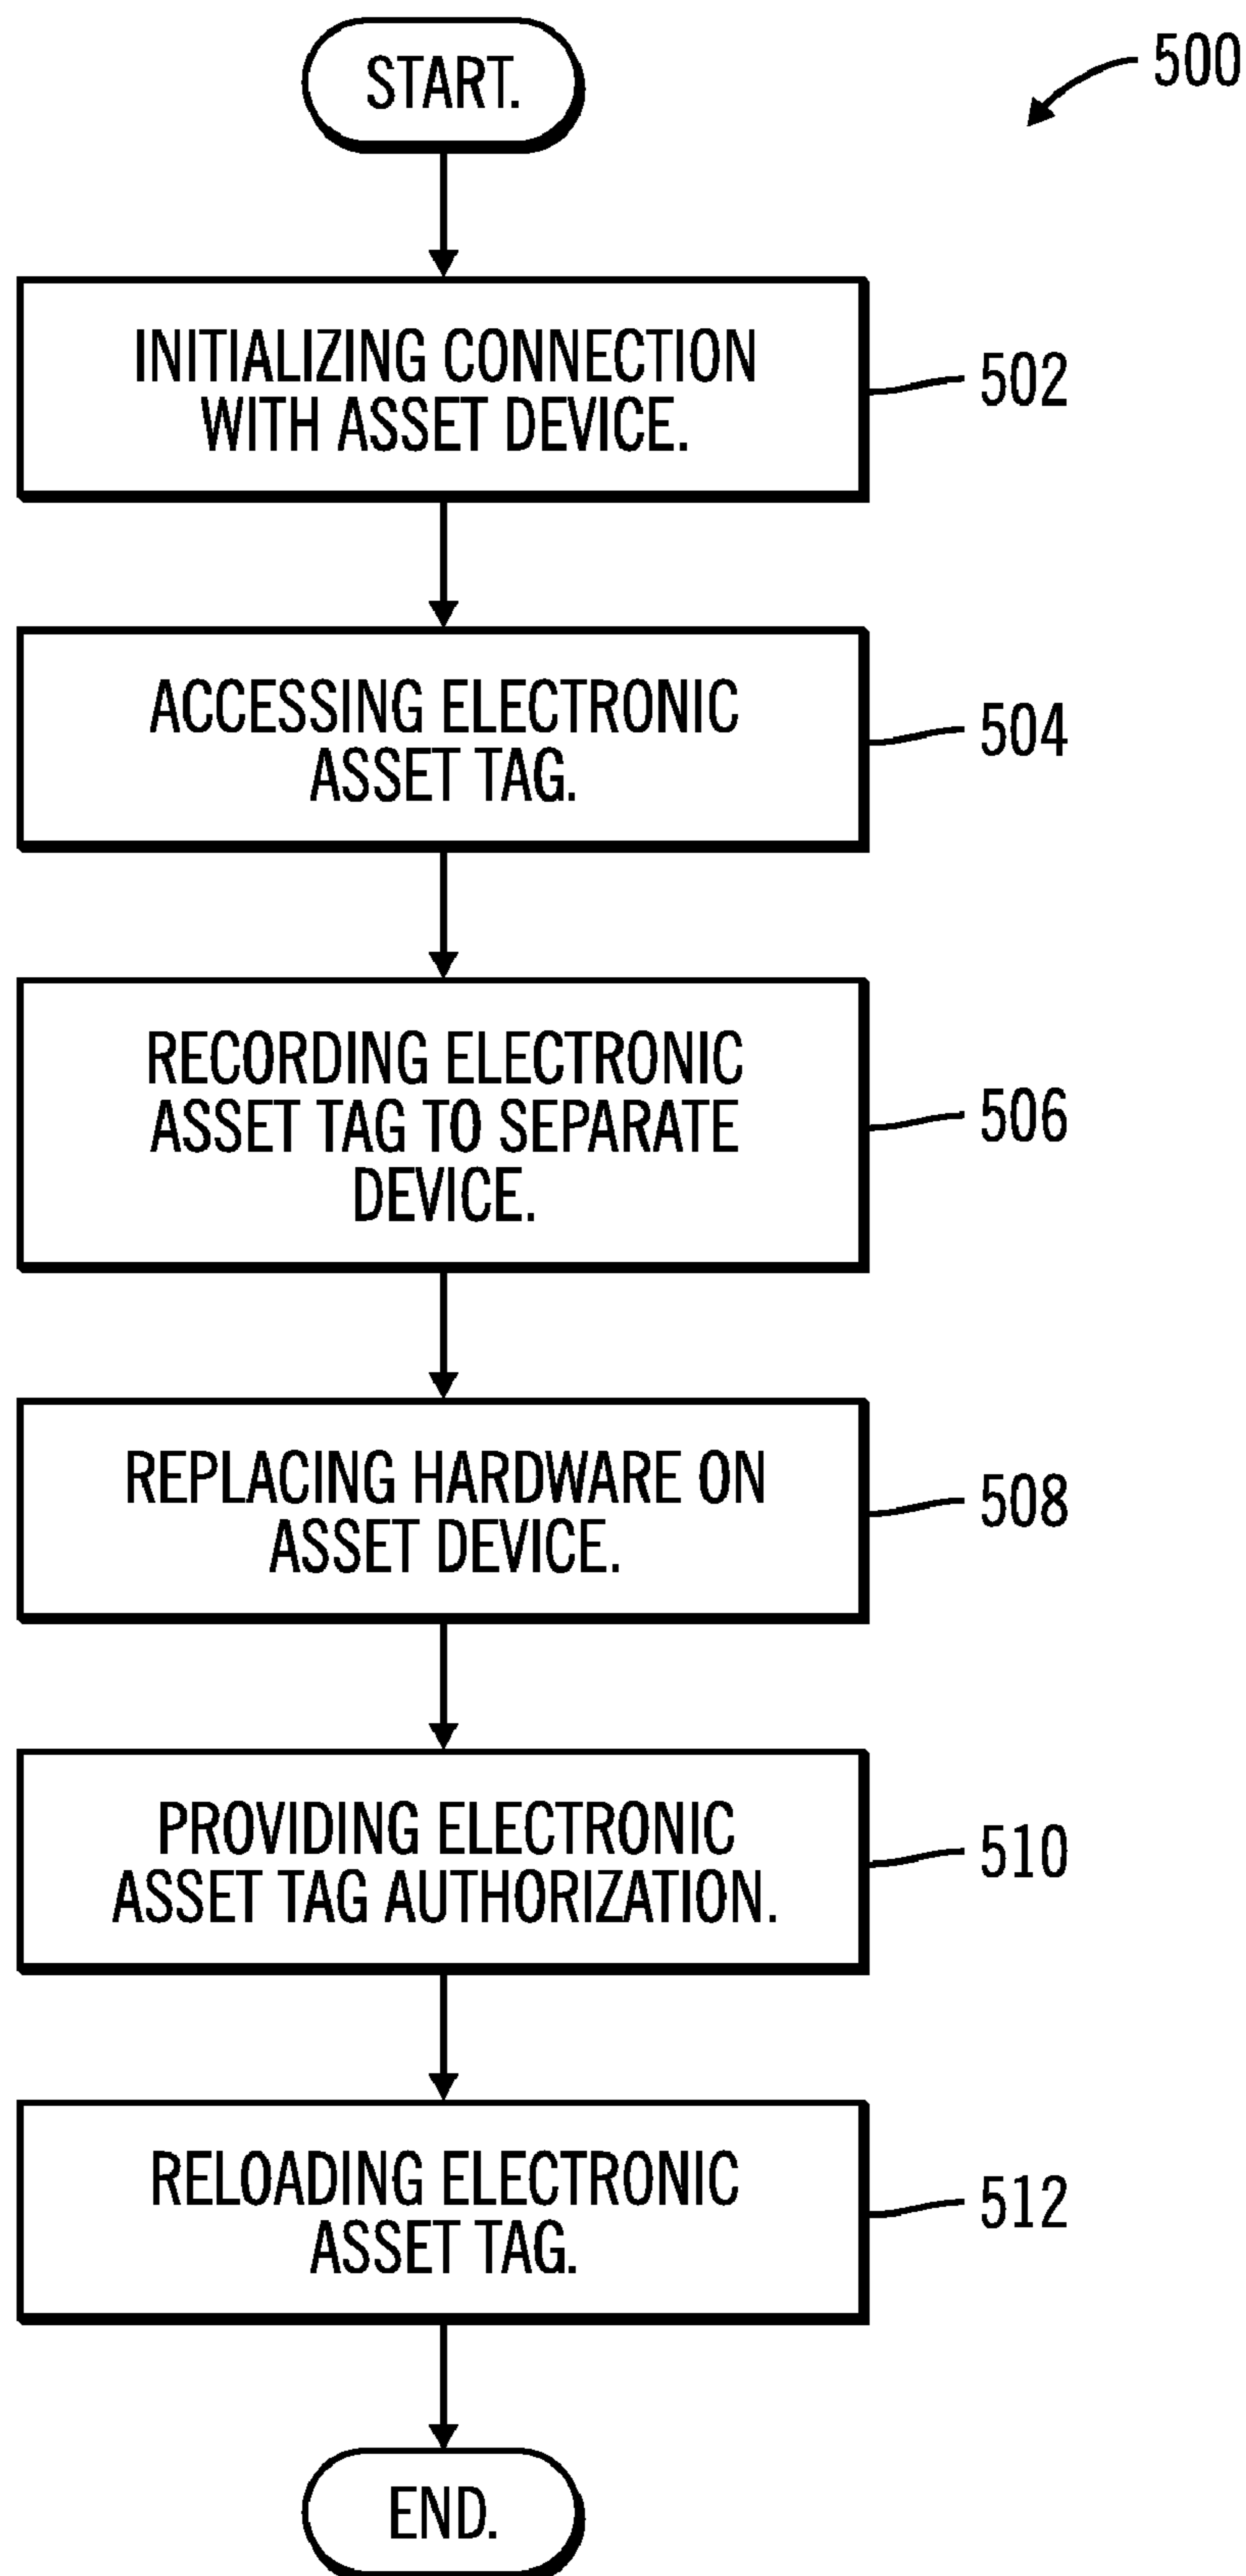 START.
500
INITIALIZING CONNECTION
WITH ASSET DEVICE.
502
ACCESSING ELECTRONIC
ASSET TAG.
504
RECORDING ELECTRONIC
ASSET TAG TO SEPARATE
DEVICE.
506
REPLACING HARDWARE ON
ASSET DEVICE.
508
PROVIDING ELECTRONIC
ASSET TAG AUTHORIZATION.
510
RELOADING ELECTRONIC
ASSET TAG.
512
END.